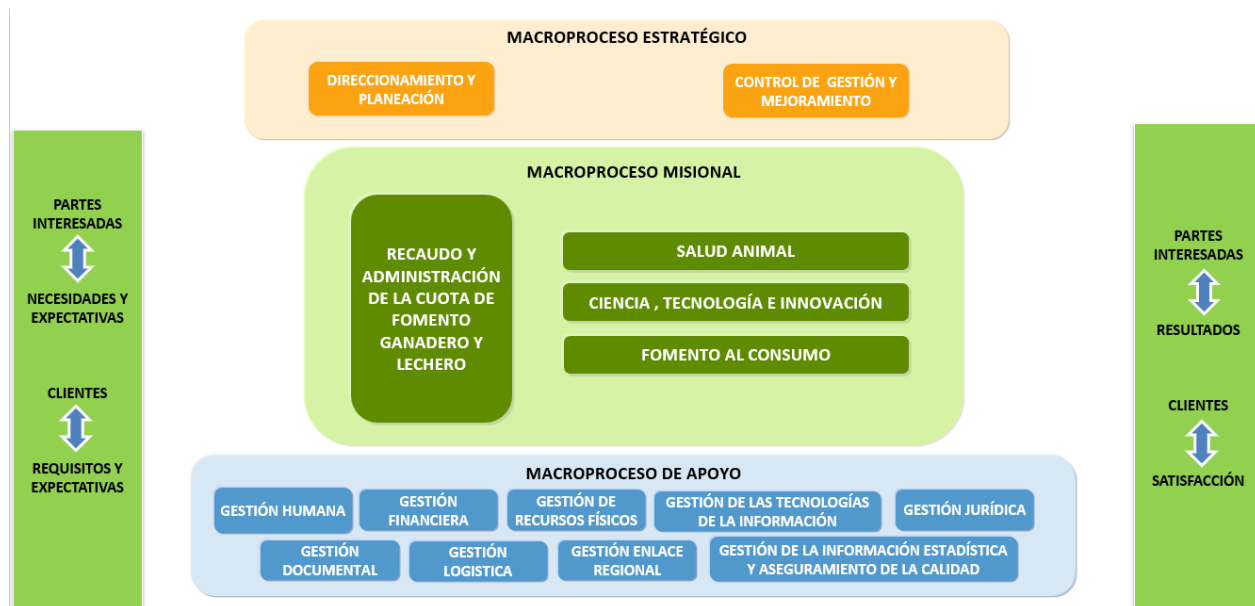 MACROPROCESO ESTRATÉGICO
DIRECCIONAMIENTO Y
PLANEACIÓN
CONTROL DE GESTIÓN Y
MEJORAMIENTO
PARTES
INTERESADAS
NECESIDADES Y
EXPECTATIVAS
CLIENTES
REQUISITOS Y
EXPECTATIVAS
MACROPROCESO MISIONAL
RECAUDO Y
ADMINISTRACIÓN
DE LA CUOTA DE
FOMENTO
GANADERO Y
LECHERO
SALUD ANIMAL
CIENCIA , TECNOLOGÍA E INNOVACIÓN
FOMENTO AL CONSUMO
PARTES
INTERESADAS
RESULTADOS
CLIENTES
SATISFACCIÓN
MACROPROCESO DE APOYO
GESTIÓN HUMANA
GESTIÓN
FINANCIERA
GESTIÓN DE
RECURSOS FÍSICOS
GESTIÓN DE LAS TECNOLOGÍAS
DE LA INFORMACIÓN
GESTIÓN JURÍDICA
GESTIÓN
DOCUMENTAL
GESTIÓN
LOGISTICA
GESTIÓN ENLACE
REGIONAL
GESTIÓN DE LA INFORMACIÓN ESTADÍSTICA
Y ASEGURAMIENTO DE LA CALIDAD